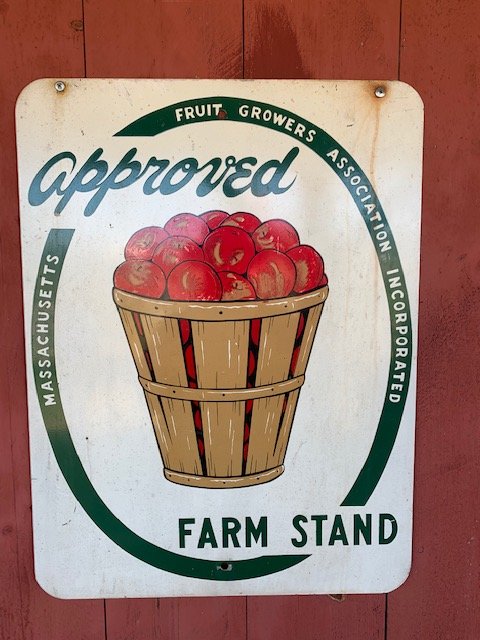 MASSACHUSETTS
FRUIT GROWERS ASSOCIATION INCORPORATED
approvEd
FARM STAND